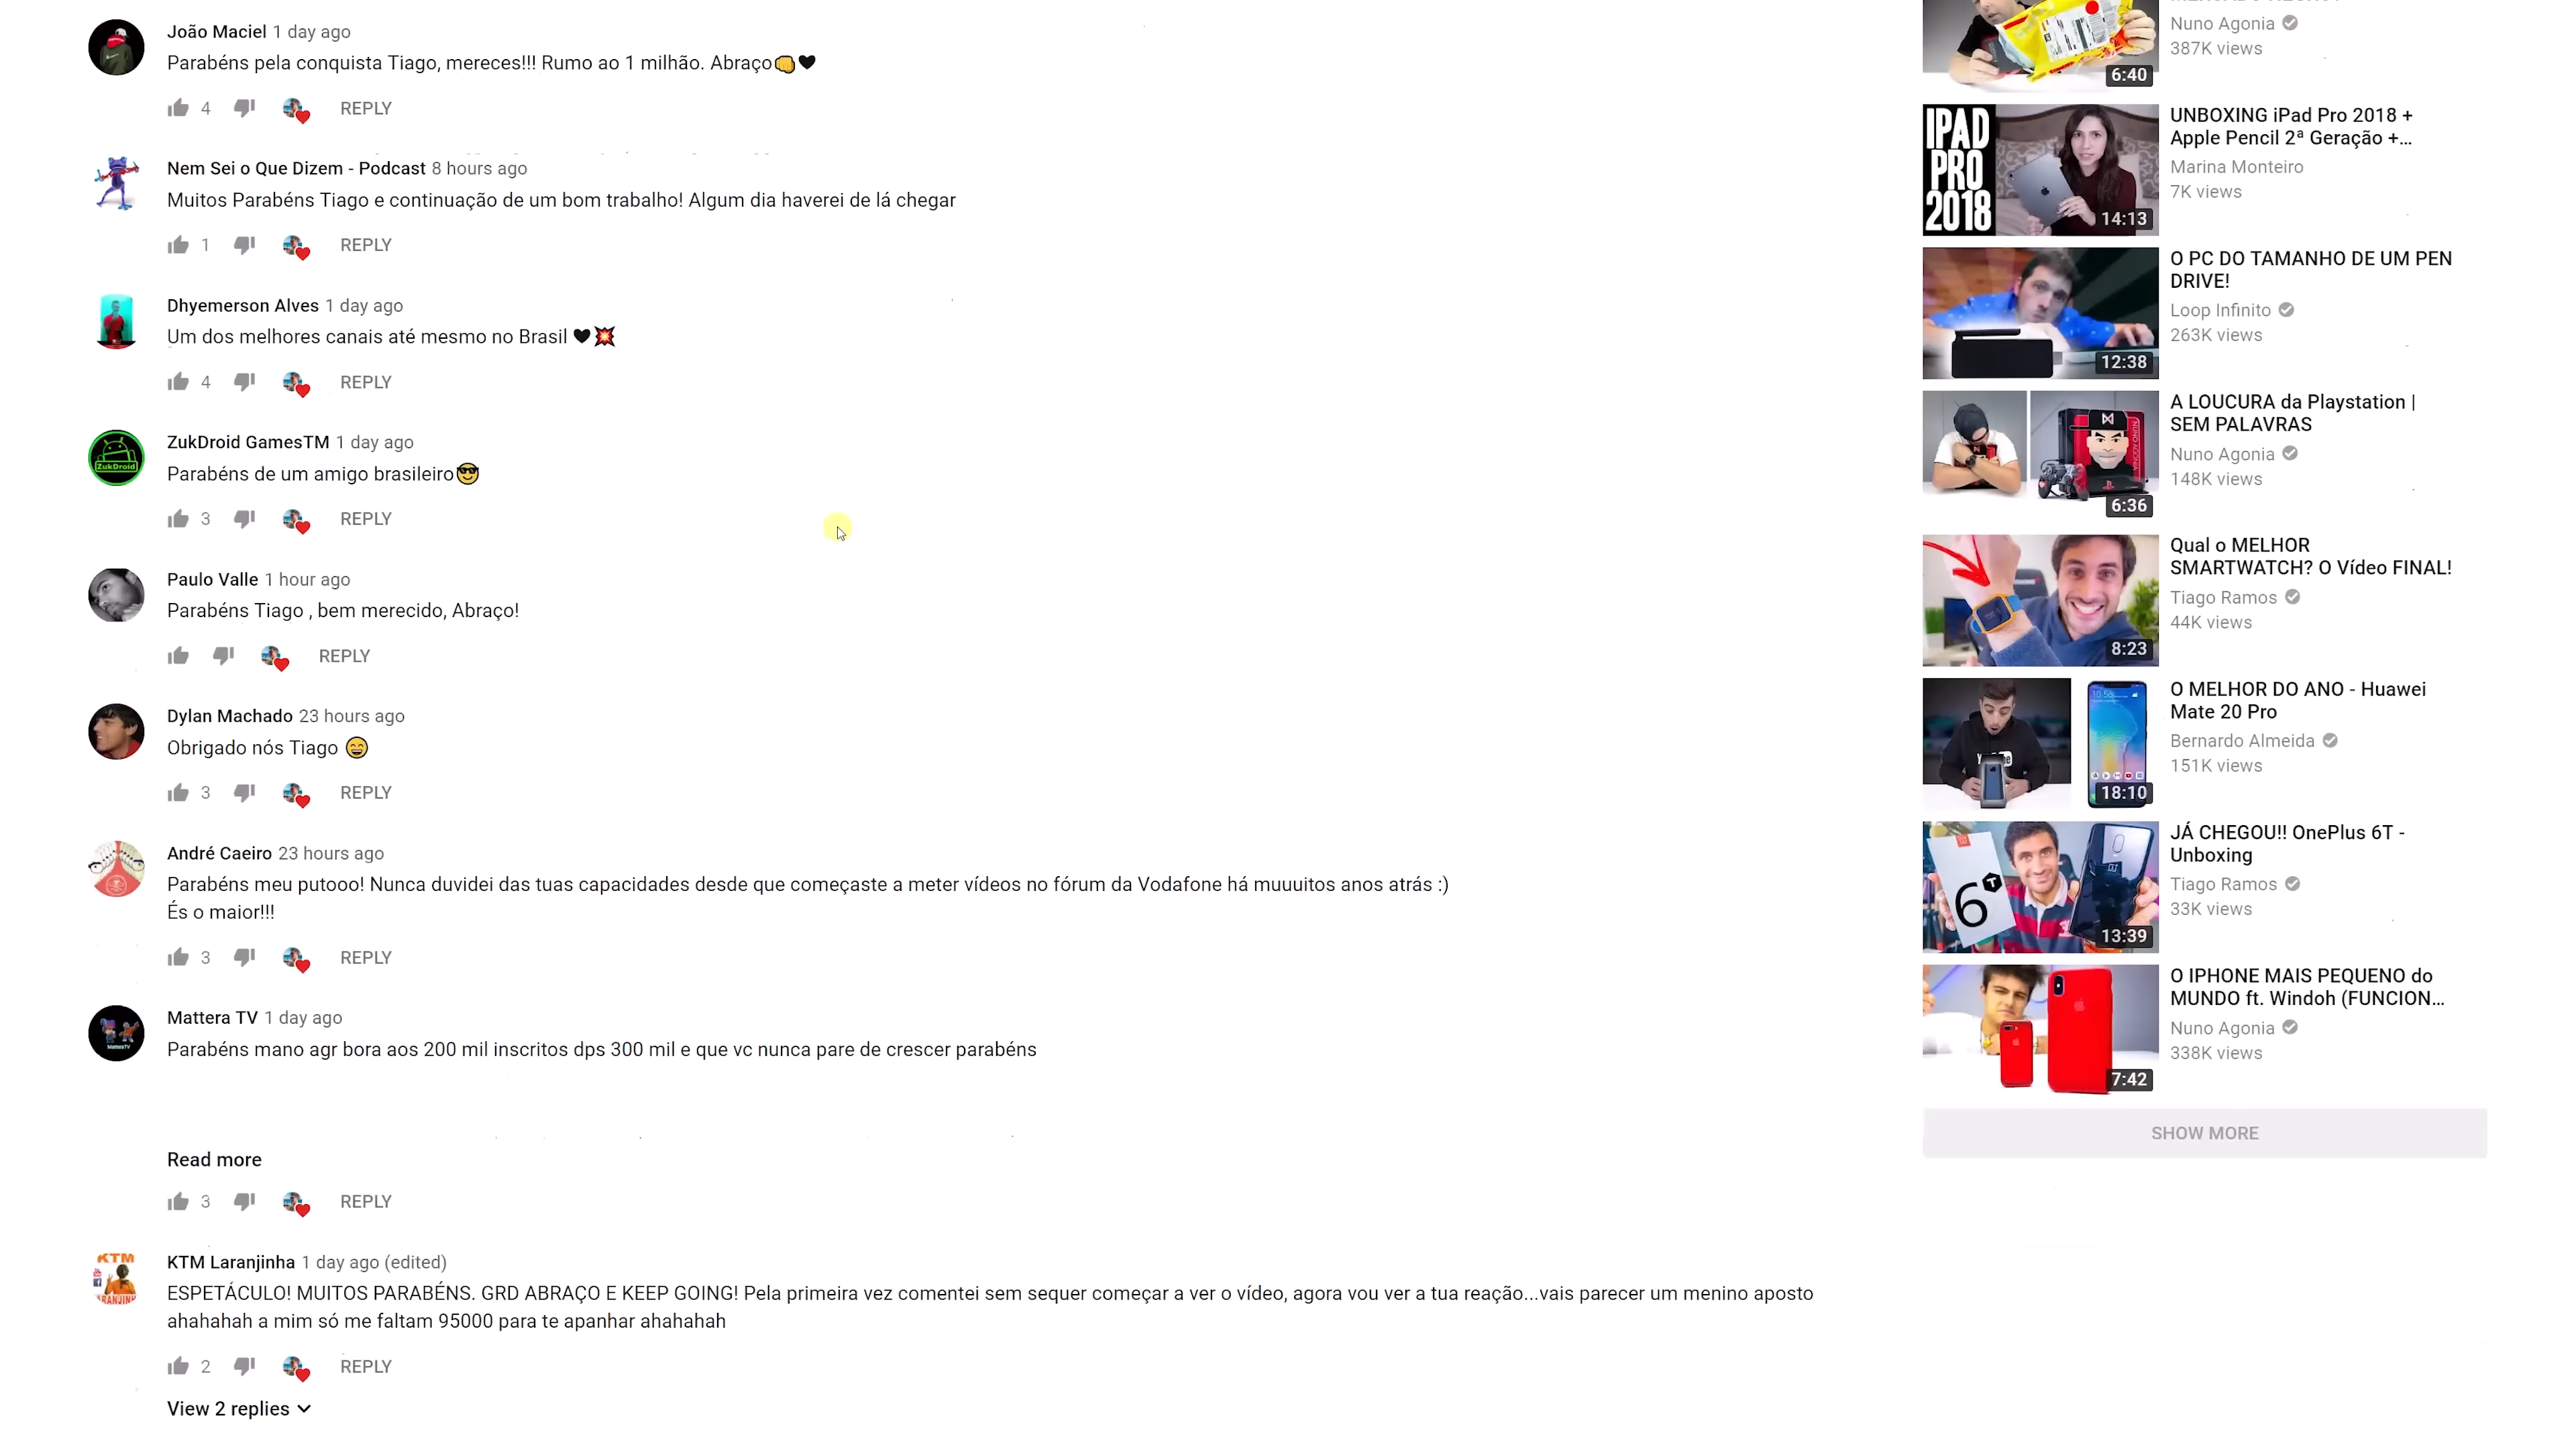 João Maciel 1 day ago
Parabéns pela conquista Tiago, mereces!!! Rumo ao 1 milhão. Abraço👊🖤
4 REPLY
Nem Sei o Que Dizem - Podcast 8 hours ago
Muitos Parabéns Tiago e continuação de um bom trabalho! Algum dia haverei de lá chegar
1 REPLY
Dhyemerson Alves 1 day ago
Um dos melhores canais até mesmo no Brasil 🖤💥
4 REPLY
ZukDroid GamesTM 1 day ago
ZukDroid
Parabéns de um amigo brasileiro😎
3 REPLY
Paulo Valle 1 hour ago
Parabéns Tiago , bem merecido, Abraço!
REPLY
Dylan Machado 23 hours ago
Obrigado nós Tiago 😄
3 REPLY
André Caeiro 23 hours ago
Parabéns meu putooo! Nunca duvidei das tuas capacidades desde que começaste a meter vídeos no fórum da Vodafone há muuuitos anos atrás :)
És o maior!!!
3 REPLY
Mattera TV 1 day ago
Parabéns mano agr bora aos 200 mil inscritos dps 300 mil e que vc nunca pare de crescer parabéns
Read more
3 REPLY
KTM Laranjinha 1 day ago (edited)
KTM
ESPETÁCULO! MUITOS PARABÉNS. GRD ABRAÇO E KEEP GOING! Pela primeira vez comentei sem sequer começar a ver o vídeo, agora vou ver a tua reação...vais parecer um menino aposto
ahahahah a mim só me faltam 95000 para te apanhar ahahahah
2 REPLY
View 2 replies
Nuno Agonia
387K views
6:40
IPAD
PRO
2018
14:13
UNBOXING iPad Pro 2018 +
Apple Pencil 2ª Geração +...
Marina Monteiro
7K views
12:38
O PC DO TAMANHO DE UM PEN
DRIVE!
Loop Infinito
263K views
6:36
A LOUCURA da Playstation |
SEM PALAVRAS
Nuno Agonia
148K views
8:23
Qual o MELHOR
SMARTWATCH? O Vídeo FINAL!
Tiago Ramos
44K views
18:10
O MELHOR DO ANO - Huawei
Mate 20 Pro
Bernardo Almeida
151K views
6T
13:39
JÁ CHEGOU!! OnePlus 6T -
Unboxing
Tiago Ramos
33K views
7:42
O IPHONE MAIS PEQUENO do
MUNDO ft. Windoh (FUNCION...
Nuno Agonia
338K views
SHOW MORE